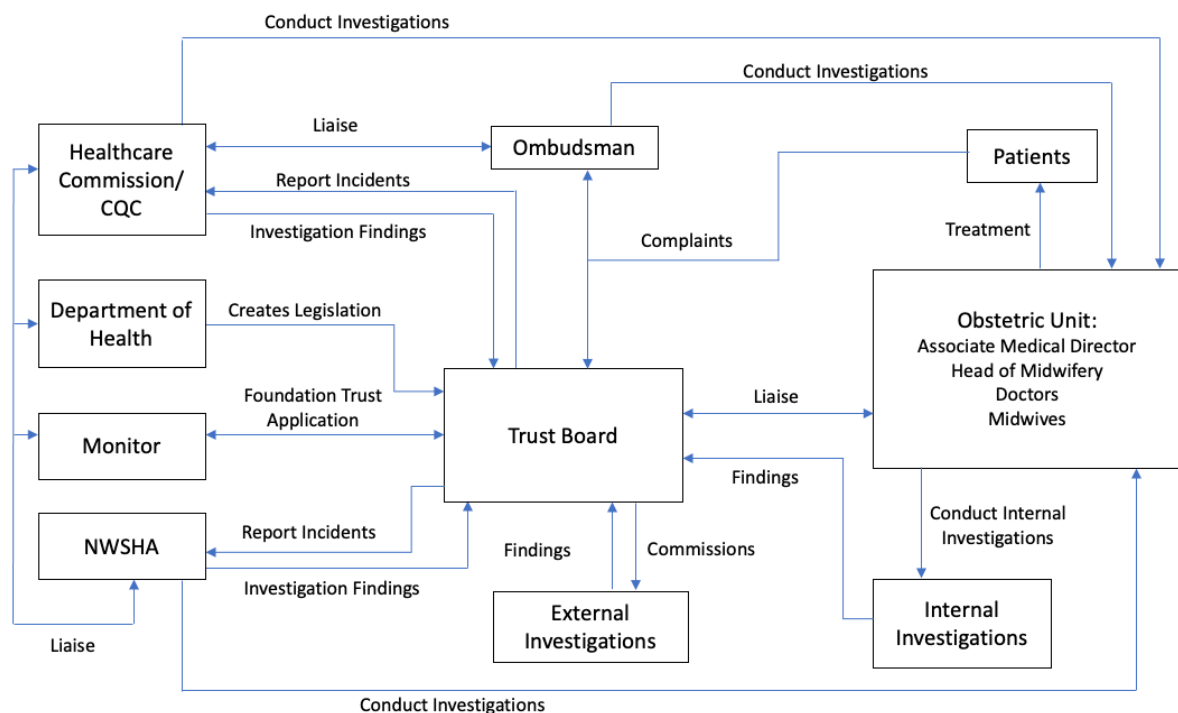 Conduct Investigations
Conduct Investigations
Liaise
Healthcare
Commission/
CQC
Ombudsman
Patients
Report Incidents
Investigation Findings
Complaints
Treatment
Department of
Health
Creates Legislation
Obstetric Unit:
Associate Medical Director
Head of Midwifery
Doctors
Midwives
Foundation Trust
Application
Liaise
Monitor
Trust Board
Findings
NWSHA
Report Incidents
Findings
Commissions
Conduct Internal
Investigations
Investigation Findings
External
Investigations
Internal
Investigations
Liaise
Conduct Investigations